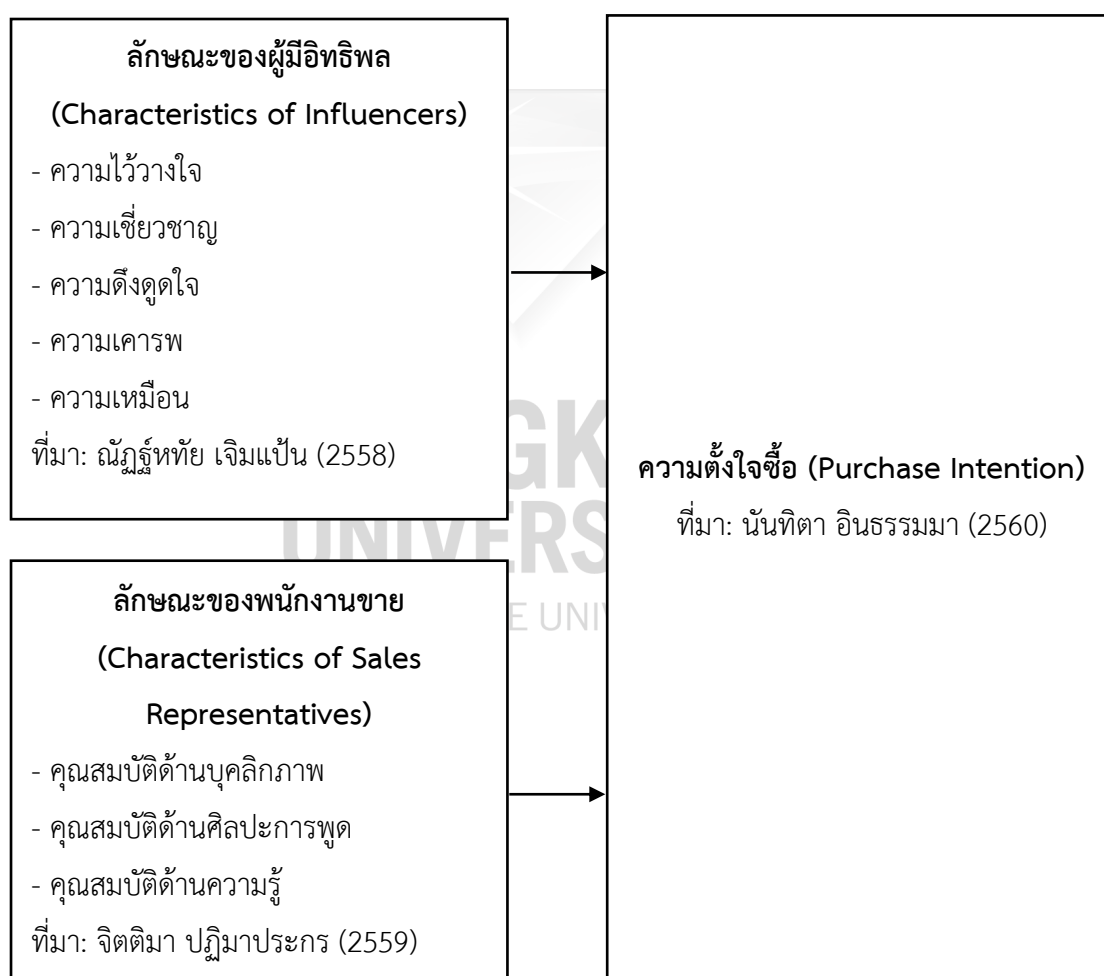 ลักษณะของผู้มีอิทธิพล
(Characteristics of Influencers)
- ความไว้วางใจ
- ความเชี่ยวชาญ
- ความดึงดูดใจ
- ความเคารพ
- ความเหมือน
ที่มา: ณัฏฐ์หทัย เจิมแป้น (2558)
ลักษณะของพนักงานขาย
(Characteristics of Sales
Representatives)
- คุณสมบัติด้านบุคลิกภาพ
- คุณสมบัติด้านศิลปะการพูด
- คุณสมบัติด้านความรู้
ที่มา: จิตติมา ปฏิมาประกร (2559)
ความตั้งใจซื้อ (Purchase Intention)
ที่มา: นันทิตา อินธรรมมา (2560)
GK
UNIVERS
E UNI